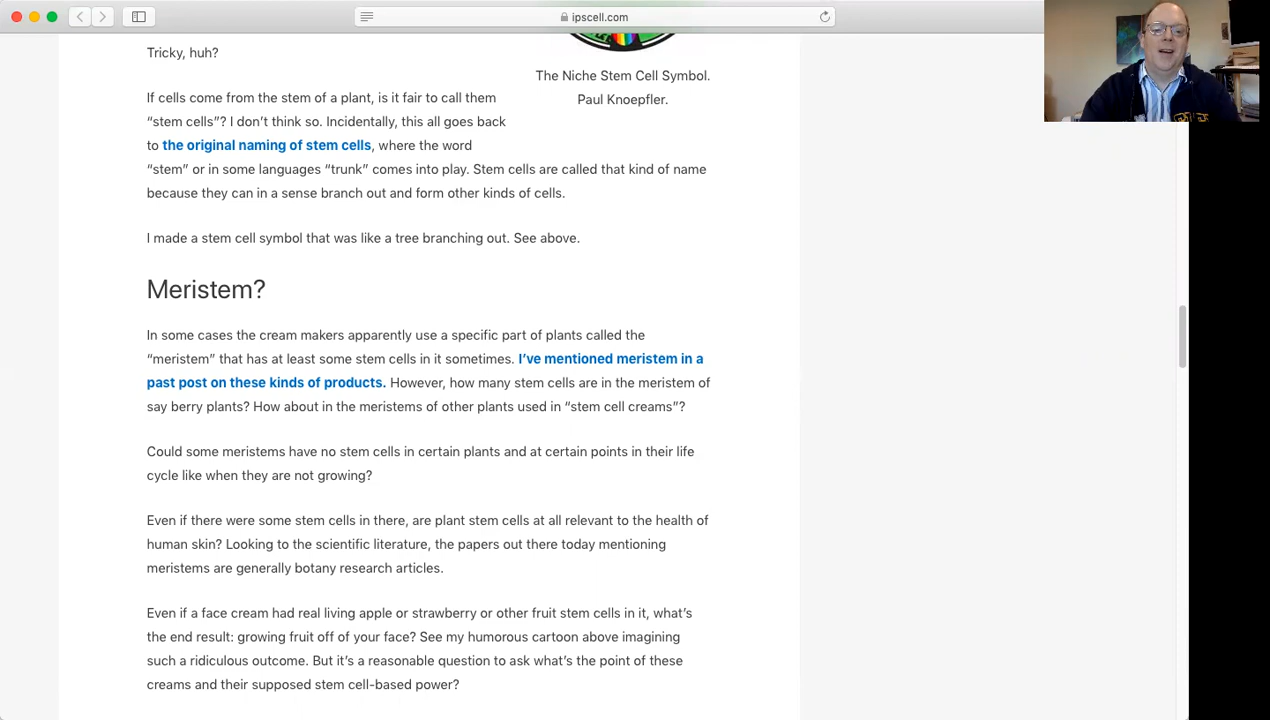 ipscell.com
Tricky, huh?
The Niche Stem Cell Symbol.
Paul Knoepfler.
If cells come from the stem of a plant, is it fair to call them
“stem cells”? I don’t think so. Incidentally, this all goes back
to the original naming of stem cells, where the word
“stem” or in some languages “trunk” comes into play. Stem cells are called that kind of name
because they can in a sense branch out and form other kinds of cells.
I made a stem cell symbol that was like a tree branching out. See above.
Meristem?
In some cases the cream makers apparently use a specific part of plants called the
“meristem” that has at least some stem cells in it sometimes. I’ve mentioned meristem in a
past post on these kinds of products. However, how many stem cells are in the meristem of
say berry plants? How about in the meristems of other plants used in “stem cell creams”?
Could some meristems have no stem cells in certain plants and at certain points in their life
cycle like when they are not growing?
Even if there were some stem cells in there, are plant stem cells at all relevant to the health of
human skin? Looking to the scientific literature, the papers out there today mentioning
meristems are generally botany research articles.
Even if a face cream had real living apple or strawberry or other fruit stem cells in it, what’s
the end result: growing fruit off of your face? See my humorous cartoon above imagining
such a ridiculous outcome. But it’s a reasonable question to ask what’s the point of these
creams and their supposed stem cell-based power?